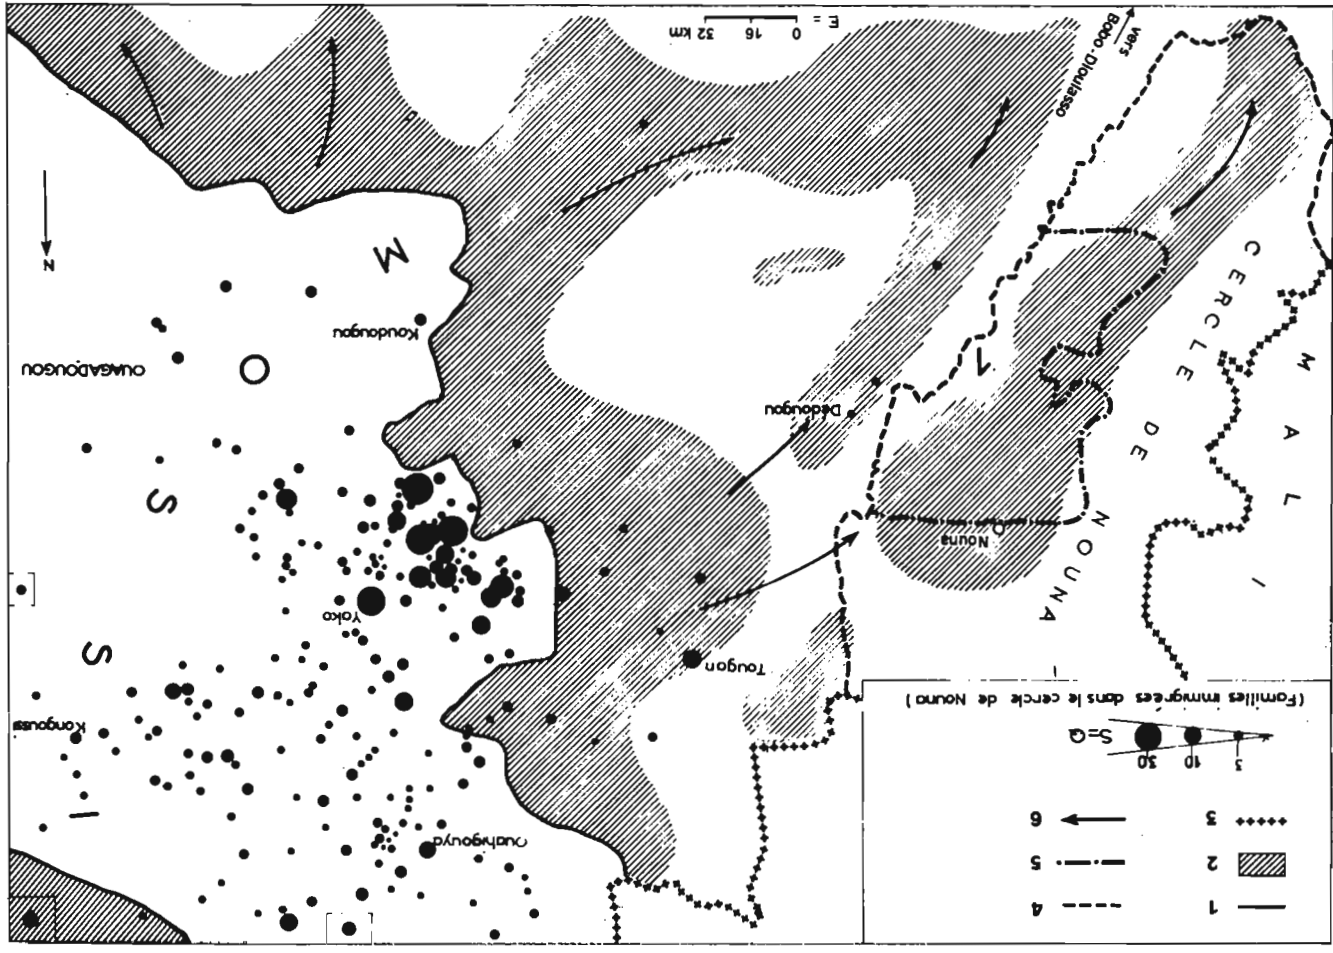 1
2
3
4
5
6
3
10
30
S=Q
(Familles immigrées dans le cercle de Nouna)
Ouahigouya
Kongoussi
Tougan
Yako
MALI
CERCLE DE NOUNA
Nouna
Dédougou
OUAGADOUGOU
Koudougou
MOSSI
N
vers
Bobo-Dioulasso
E =
0 16 32 km